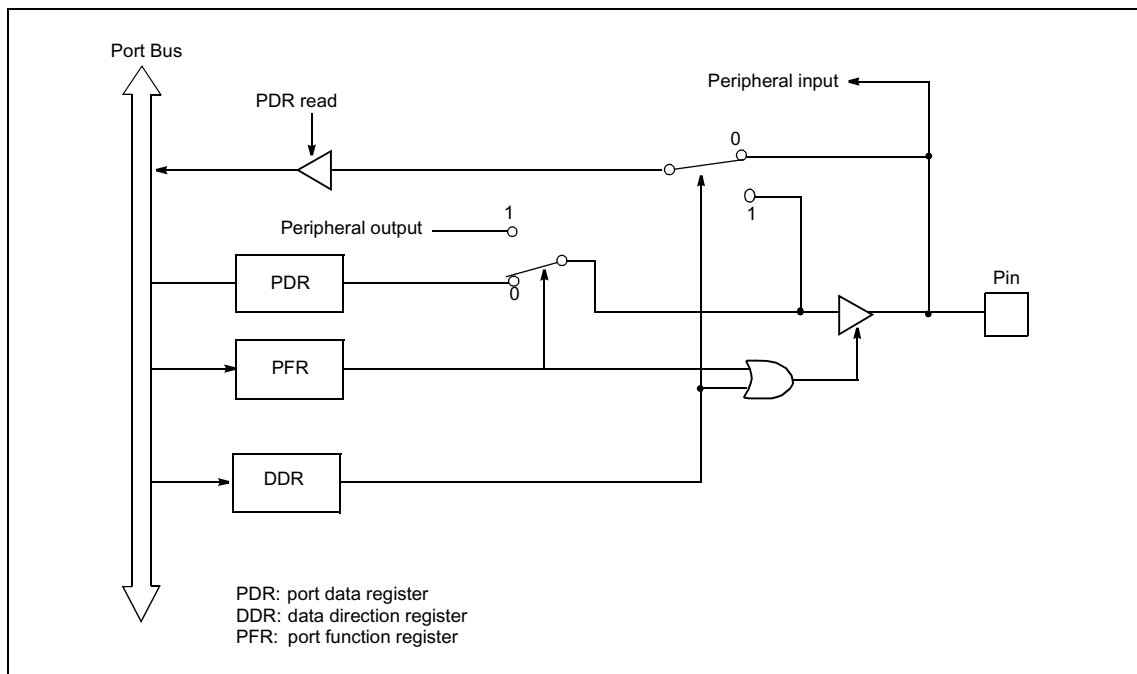 Port Bus
Peripheral input
PDR read
0
1
1
Peripheral output
PDR
0
Pin
PFR
DDR
PDR: port data register
DDR: data direction register
PFR: port function register